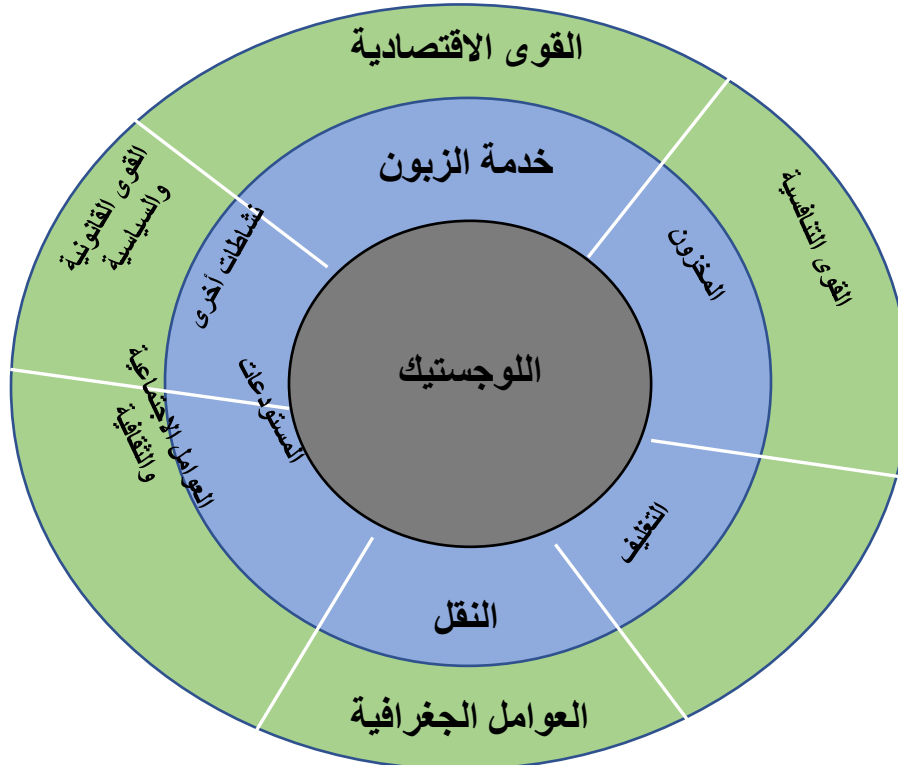 القوى الاقتصادية
خدمة الزبون
القوى القانونية
والسياسية
نشاطات أخرى
المخزون
القوى التنافسية
اللوجستيك
العوامل الاجتماعية
والثقافية
المستودعات
التغليف
النقل
العوامل الجغرافية